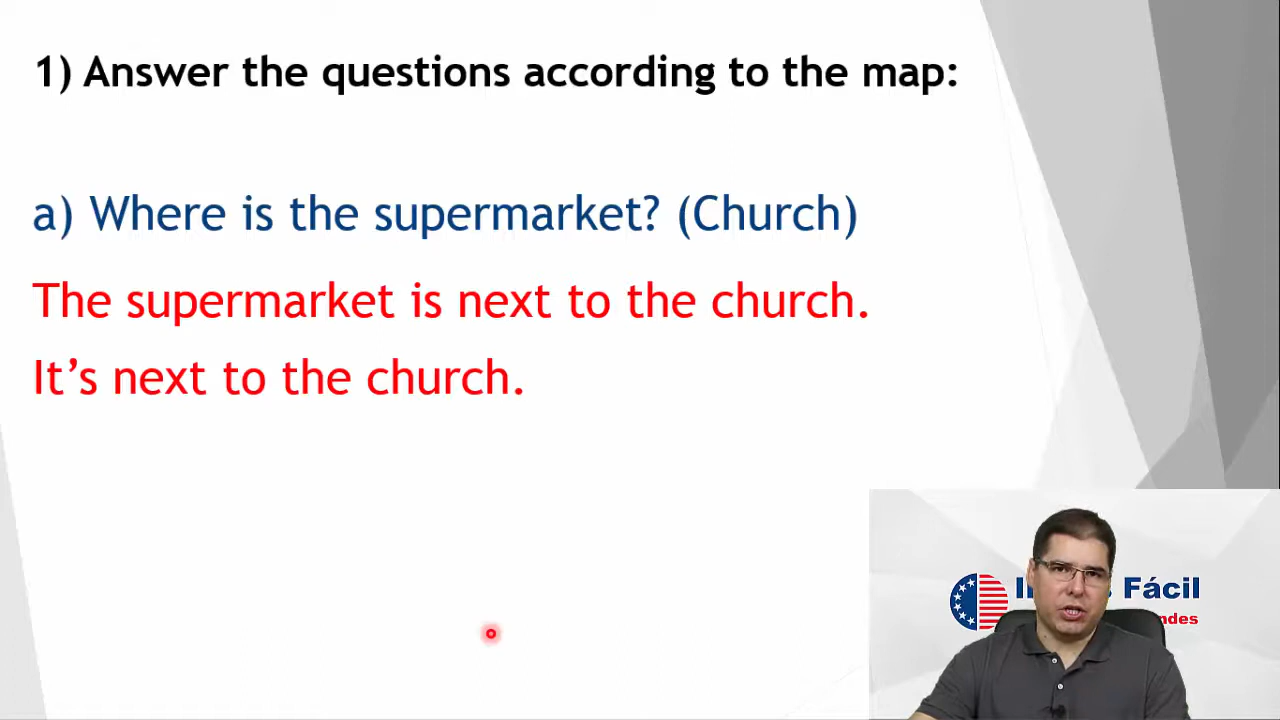 1) Answer the questions according to the map:
a) Where is the supermarket? (Church)
The supermarket is next to the church.
It’s next to the church.
Fácil